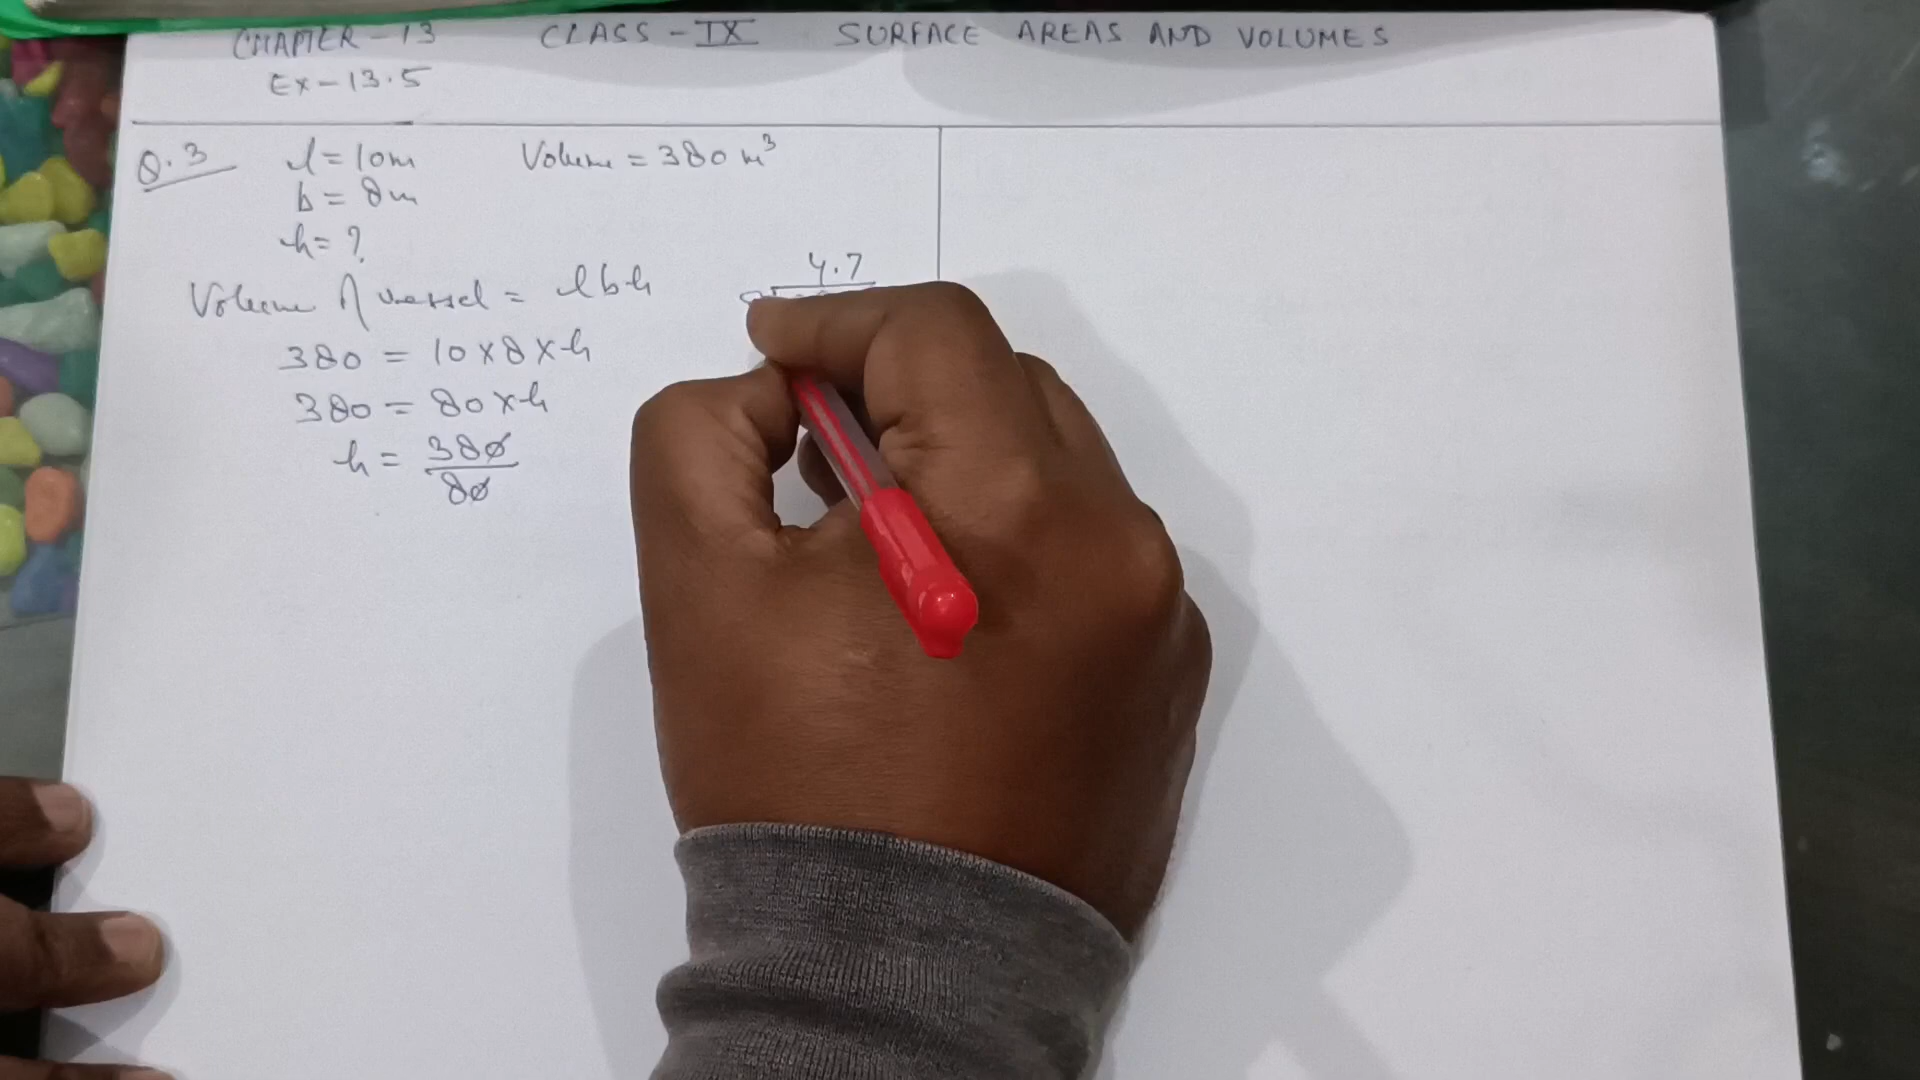 CHAPTER-13 CLASS-IX SURFACE AREAS AND VOLUMES
Ex-13.5
Q.3 l=10m Volume = 380 m³
b = 8m
h= ?
Volume of vessel = lbh
4.7
380 = 10×8×h
380 = 80×h
h = 380/80